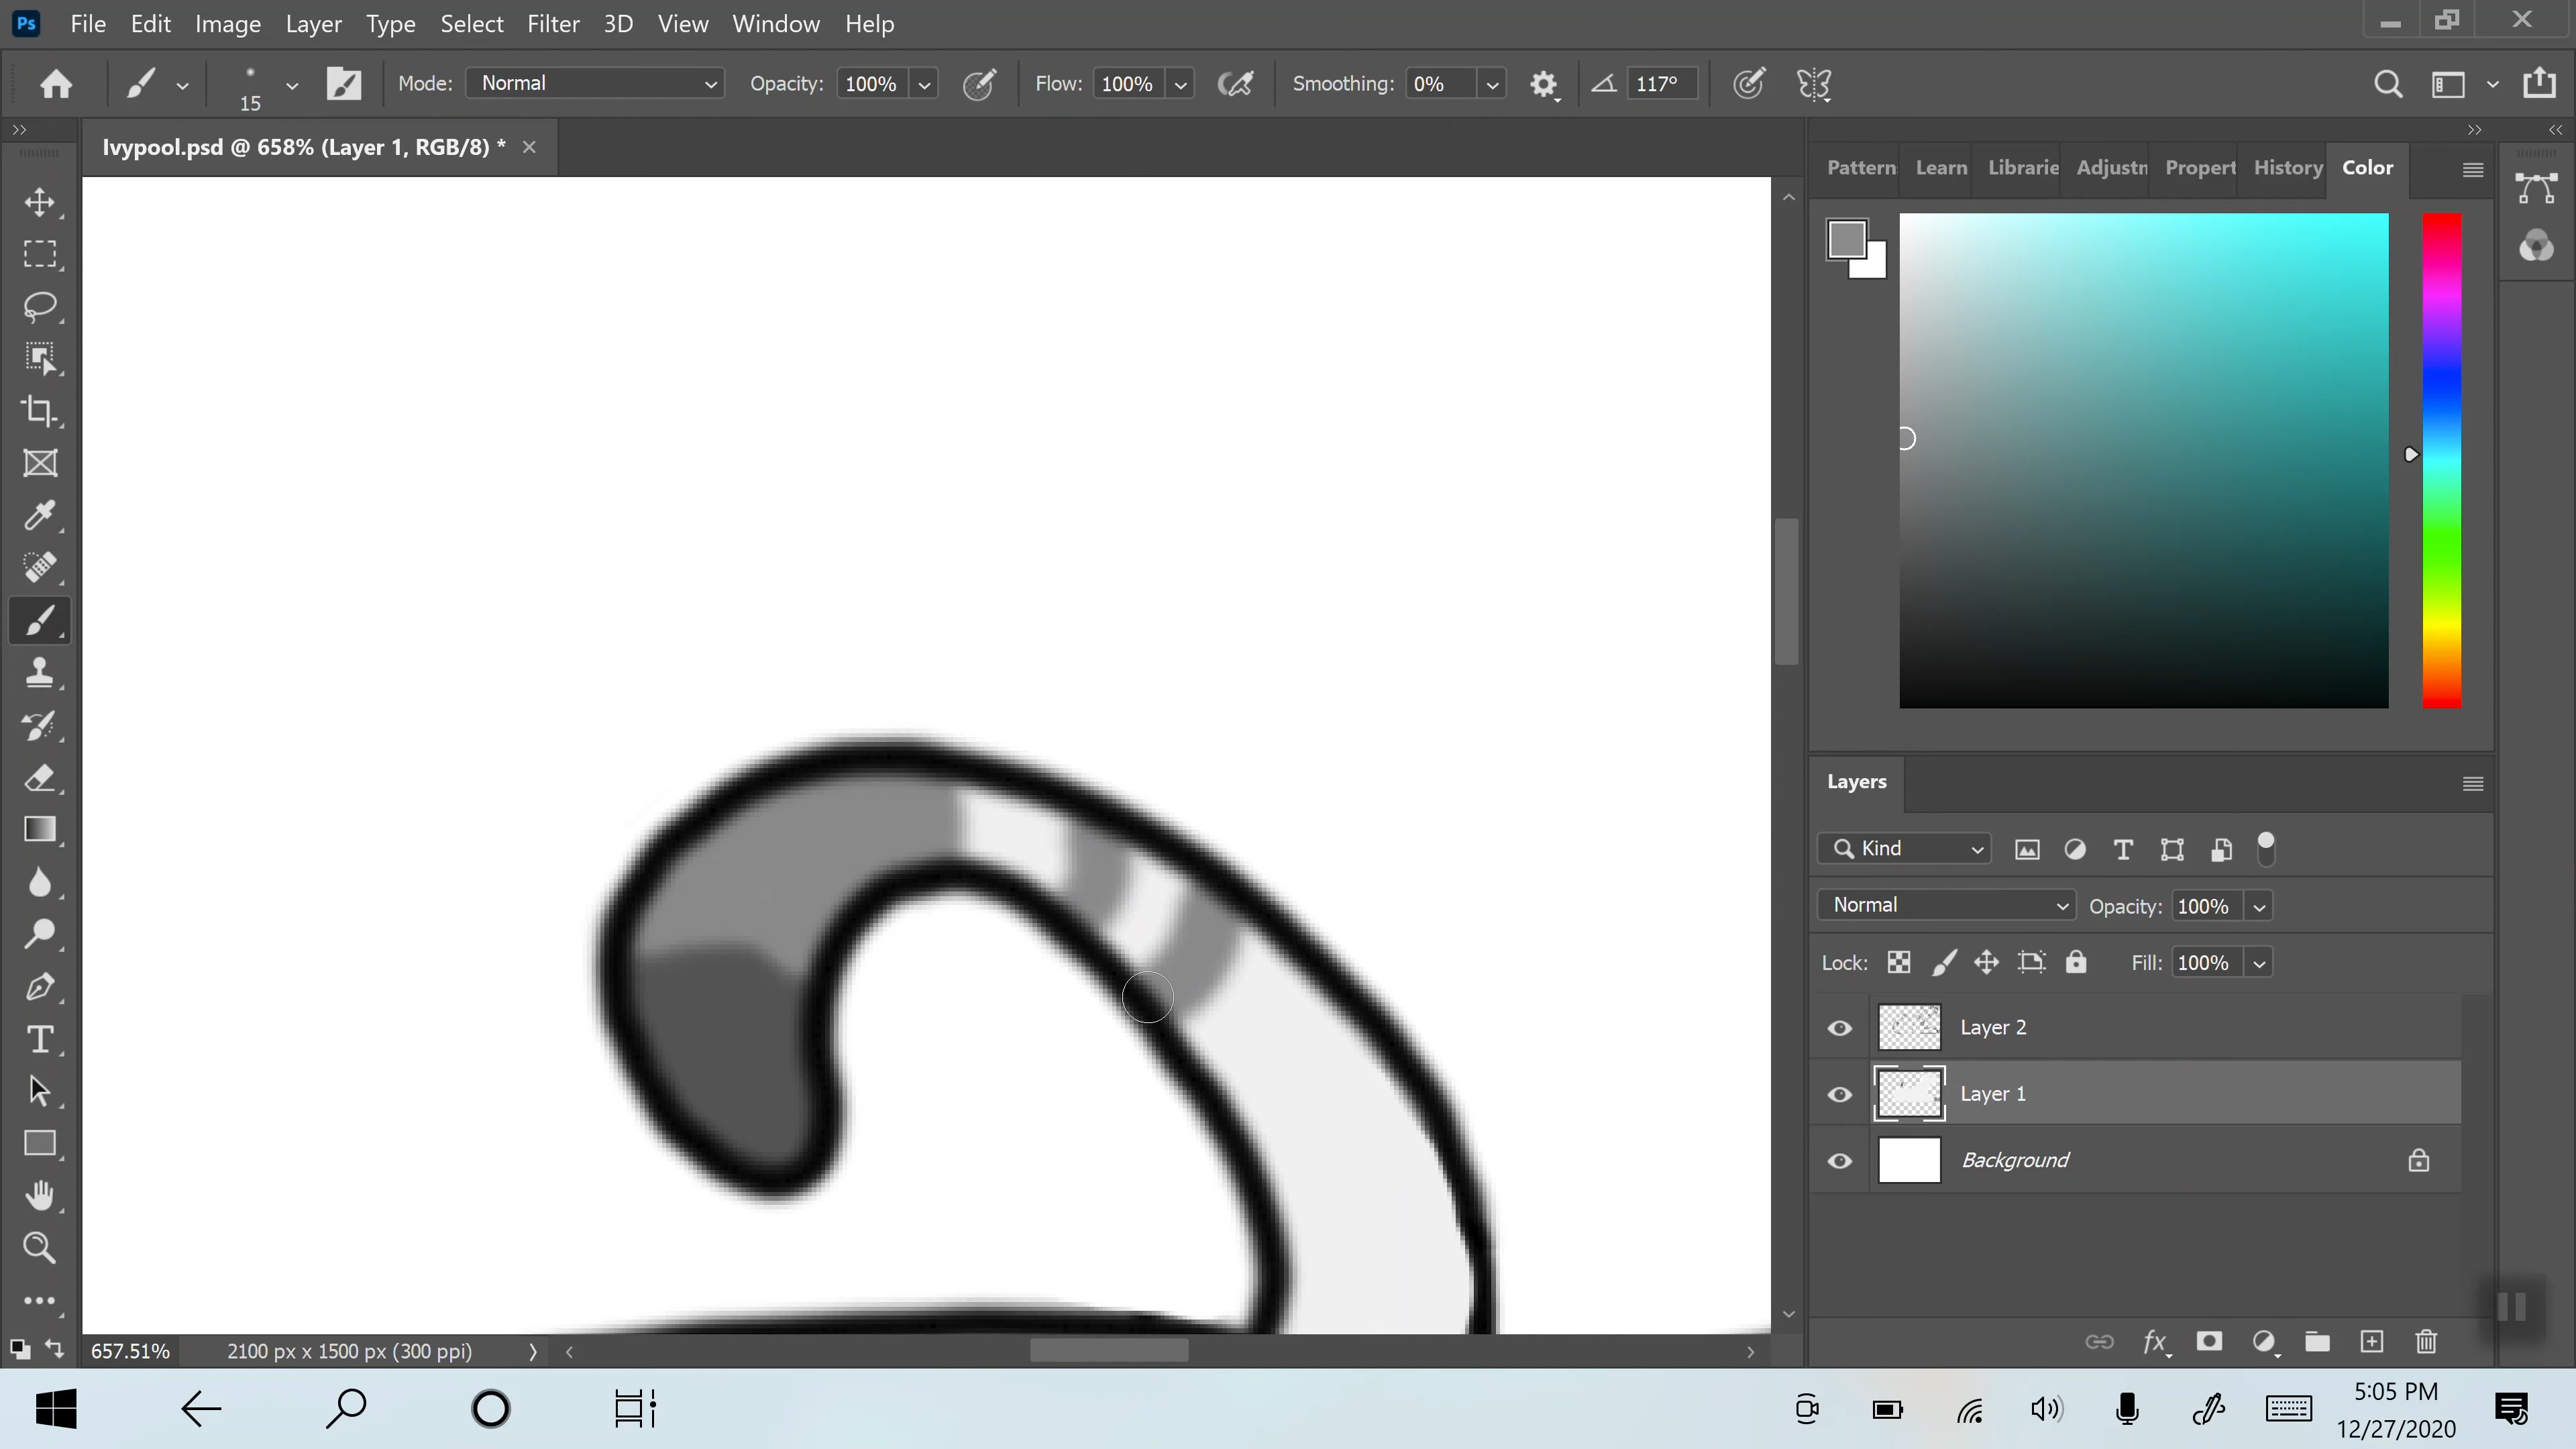 Ps File Edit Image Layer Type Select Filter 3D View Window Help
15 Mode: Normal Opacity: 100% Flow: 100% Smoothing: 0% 117°
Ivypool.psd @ 658% (Layer 1, RGB/8) *
Pattern Learn Librarie Adjustn Propert History Color
Layers
Kind
Normal Opacity: 100%
Lock: Fill: 100%
Layer 2
Layer 1
Background
657.51% 2100 px x 1500 px (300 ppi)
5:05 PM
12/27/2020